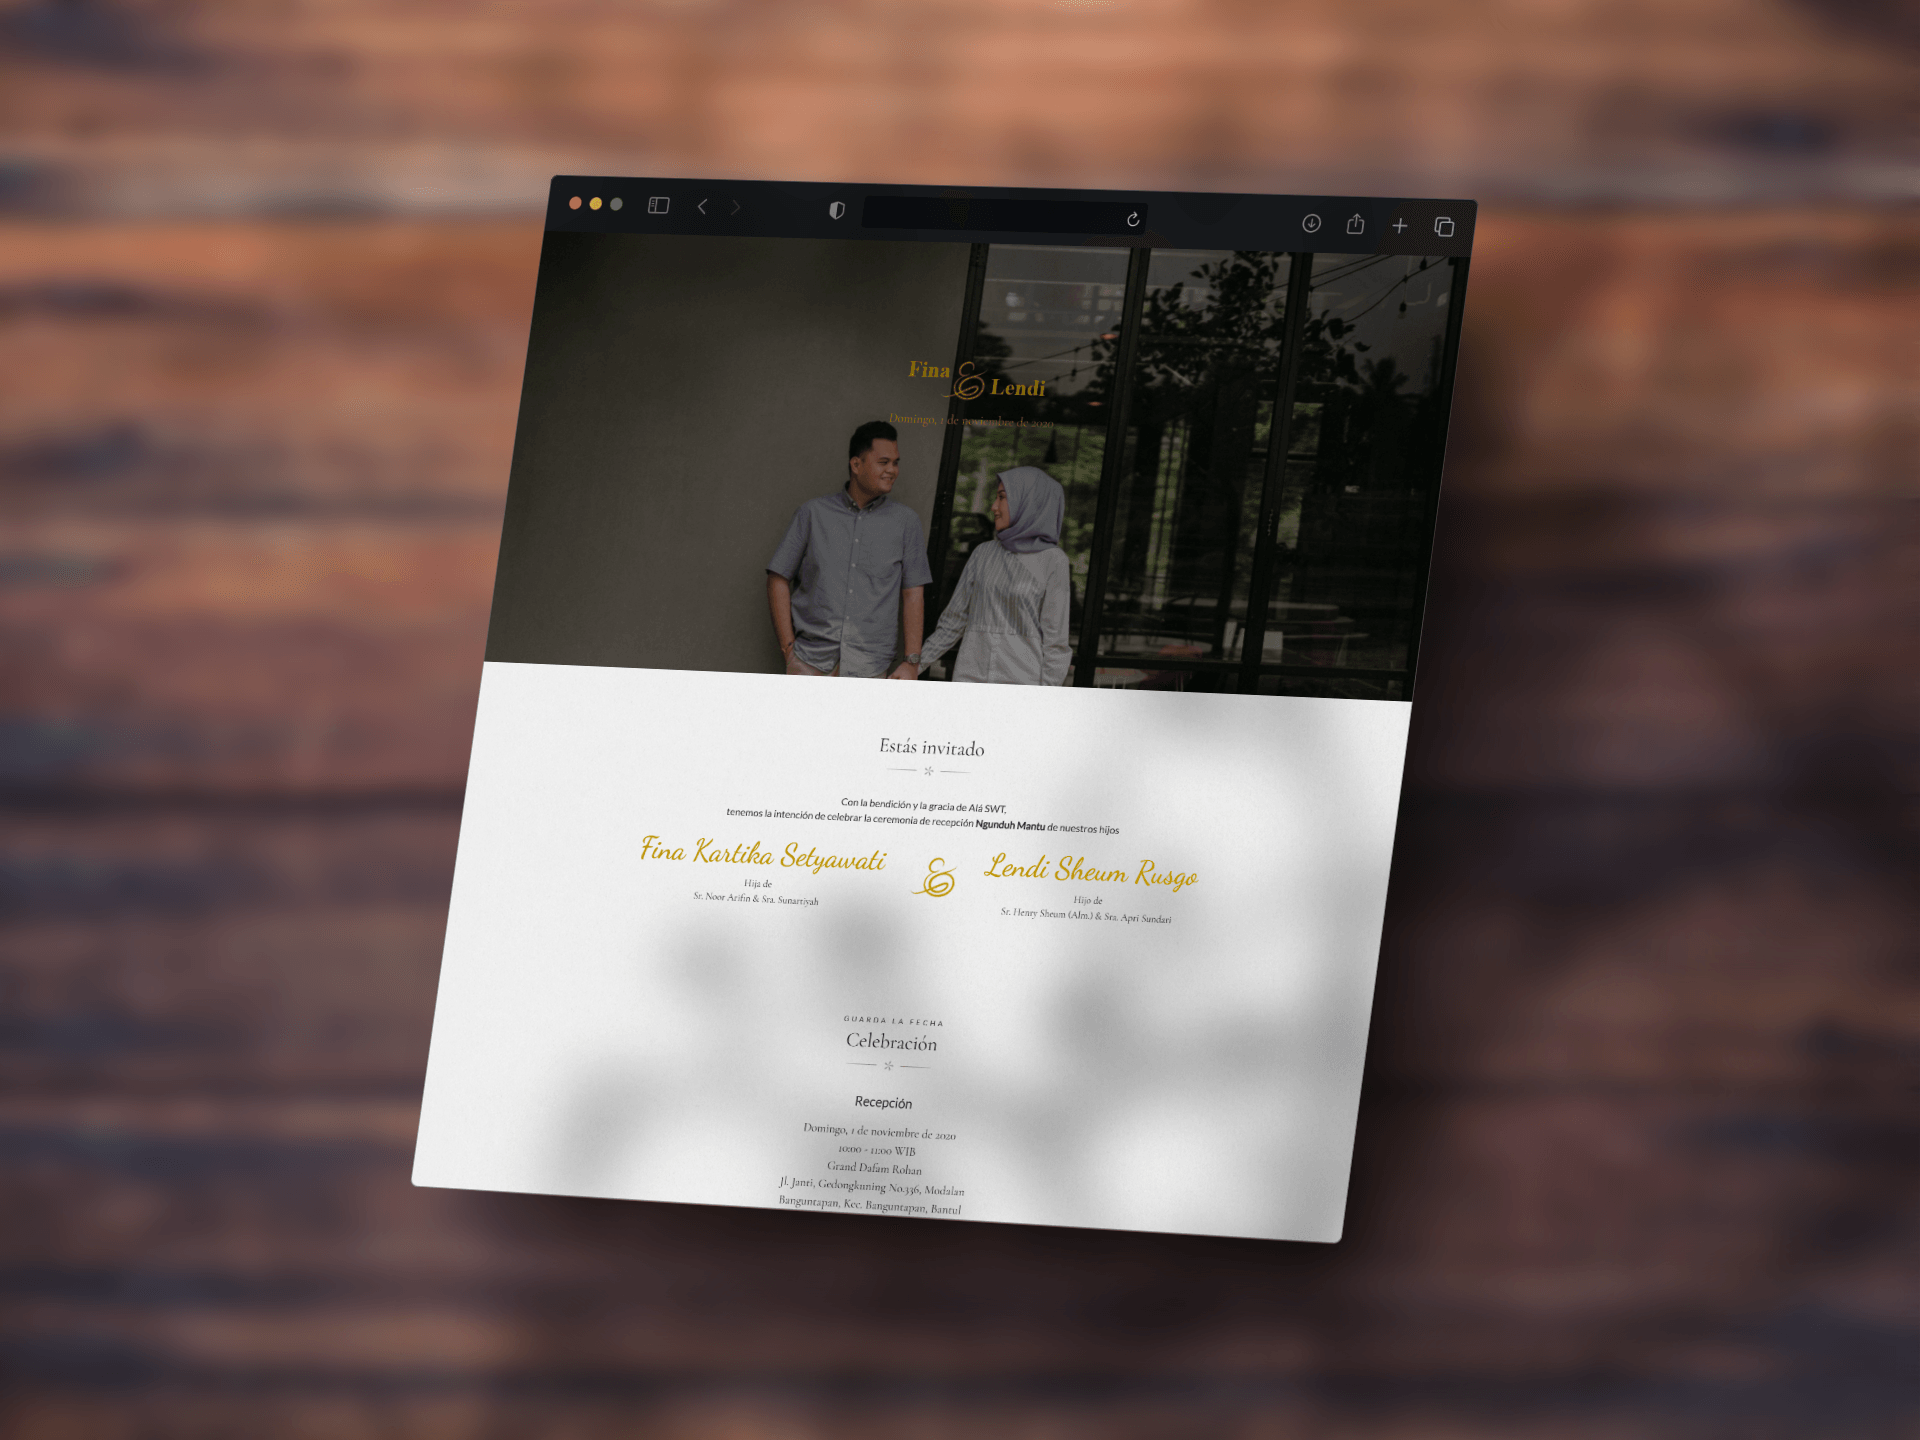 Fina & Lendi
Domingo, 1 de noviembre de 2020
Estás invitado
Con la bendición y la gracia de Alá SWT,
tenemos la intención de celebrar la ceremonia de recepción Ngunduh Mantu de nuestros hijos
Fina Kartika Setyawati
Hija de
Sr. Noor Arifin & Sra. Sunartiyah
&
Lendi Sheum Rusgo
Hijo de
Sr. Henry Sheum (Alm.) & Sra. Apri Sundari
GUARDA LA FECHA
Celebración
Recepción
Domingo, 1 de noviembre de 2020
10:00 - 11:00 WIB
Grand Dafam Rohan
Jl. Janti, Gedongkuning No.336, Modalan
Banguntapan, Kec. Banguntapan, Bantul